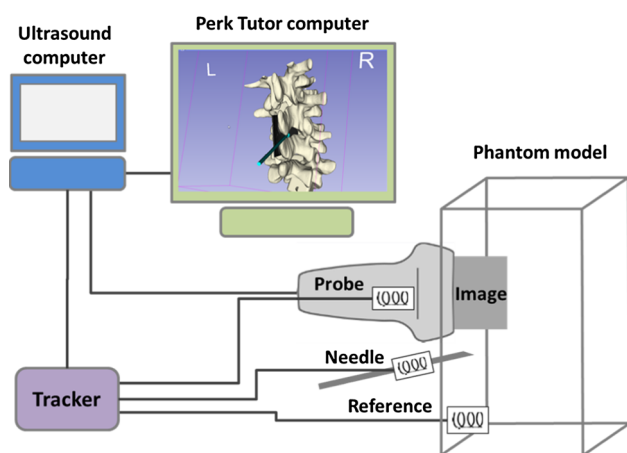 Perk Tutor computer
Ultrasound
computer
L
R
Phantom model
Probe
Image
Needle
Tracker
Reference